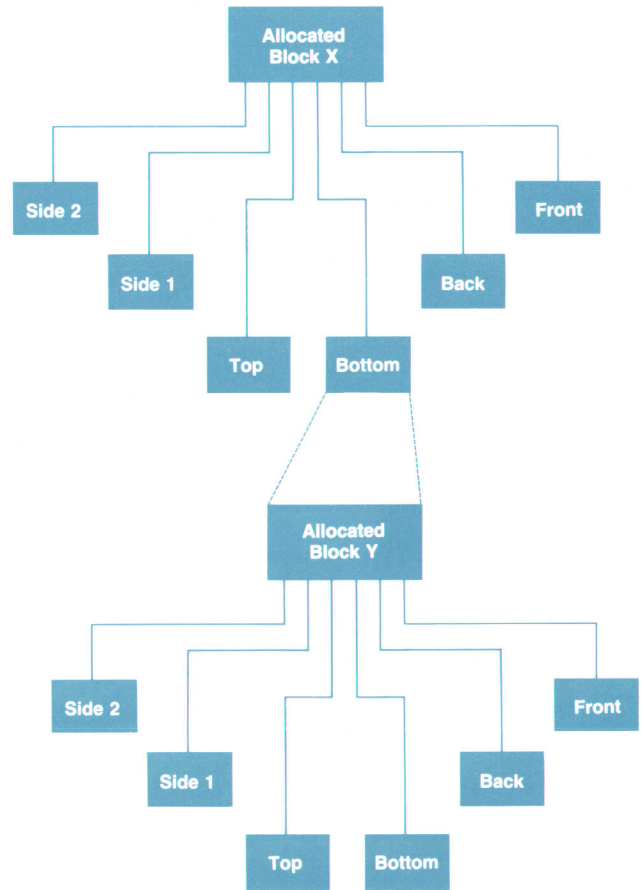 Allocated
Block X
Side 2
Front
Side 1
Back
Top
Bottom
Allocated
Block Y
Side 2
Front
Side 1
Back
Top
Bottom